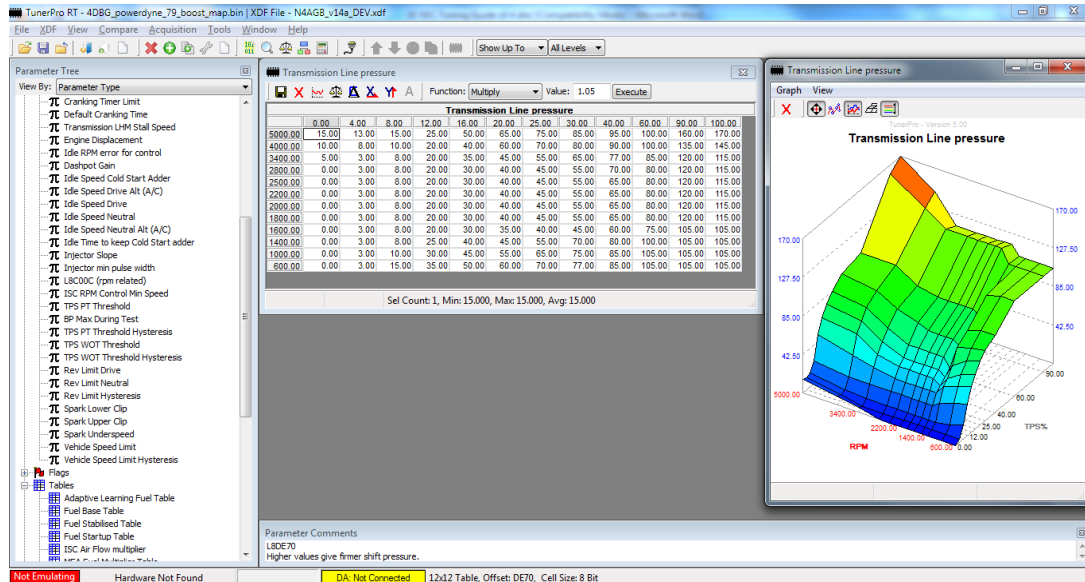 TunerPro RT - 4DBG_powerdyne_79_boost_map.bin | XDF File - N4AGB_v14a_DEV.xdf
File XDF View Compare Acquisition Tools Window Help
Show Up To All Levels
Parameter Tree
View By: Parameter Type
Cranking Timer Limit
Default Cranking Time
Transmission LHM Stall Speed
Engine Displacement
Idle RPM error for control
Dashpot Gain
Idle Speed Cold Start Adder
Idle Speed Drive Alt (A/C)
Idle Speed Drive
Idle Speed Neutral
Idle Speed Neutral Alt (A/C)
Idle Time to keep Cold Start adder
Injector Slope
Injector min pulse width
L8C00C (rpm related)
ISC RPM Control Min Speed
TPS PT Threshold
BP Max During Test
TPS PT Threshold Hysteresis
TPS WOT Threshold
TPS WOT Threshold Hysteresis
Rev Limit Drive
Rev Limit Neutral
Rev Limit Hysteresis
Spark Lower Clip
Spark Upper Clip
Spark Underspeed
Vehicle Speed Limit
Vehicle Speed Limit Hysteresis
Flags
Tables
Adaptive Learning Fuel Table
Fuel Base Table
Fuel Stabilised Table
Fuel Startup Table
ISC Air Flow multiplier
Transmission Line pressure
Function: Multiply Value: 1.05 Execute
Transmission Line pressure
0.00 4.00 8.00 12.00 16.00 20.00 25.00 30.00 40.00 60.00 90.00 100.00
5000.00 15.00 13.00 15.00 25.00 50.00 65.00 75.00 85.00 95.00 100.00 160.00 170.00
4000.00 10.00 8.00 10.00 20.00 40.00 60.00 70.00 80.00 90.00 100.00 135.00 145.00
3400.00 5.00 3.00 8.00 20.00 35.00 45.00 55.00 65.00 77.00 85.00 120.00 115.00
2800.00 0.00 3.00 8.00 20.00 30.00 40.00 45.00 55.00 70.00 80.00 120.00 115.00
2500.00 0.00 3.00 8.00 20.00 30.00 40.00 45.00 55.00 65.00 80.00 120.00 115.00
2200.00 0.00 3.00 8.00 20.00 30.00 40.00 45.00 55.00 65.00 80.00 120.00 115.00
2000.00 0.00 3.00 8.00 20.00 30.00 40.00 45.00 55.00 65.00 80.00 120.00 115.00
1800.00 0.00 3.00 8.00 20.00 30.00 40.00 45.00 55.00 65.00 80.00 120.00 115.00
1600.00 0.00 3.00 8.00 20.00 30.00 35.00 40.00 45.00 60.00 75.00 105.00 105.00
1400.00 0.00 3.00 8.00 25.00 40.00 45.00 55.00 70.00 80.00 100.00 105.00 105.00
1000.00 0.00 3.00 10.00 30.00 45.00 55.00 65.00 75.00 85.00 105.00 105.00 105.00
600.00 0.00 3.00 15.00 35.00 50.00 60.00 70.00 77.00 85.00 105.00 105.00 105.00
Sel Count: 1, Min: 15.000, Max: 15.000, Avg: 15.000
Transmission Line pressure
Graph View
TunerPro - Version 5.00
Transmission Line pressure
170.00
170.00
127.50
127.50
85.00
85.00
42.50
42.50
90.00
5000.00
60.00
3400.00
40.00
2200.00
25.00
TPS%
1400.00
12.00
RPM
600.00
0.00
Parameter Comments
L8DE70
Higher values give firmer shift pressure.
Not Emulating Hardware Not Found DA: Not Connected 12x12 Table, Offset: DE70, Cell Size: 8 Bit